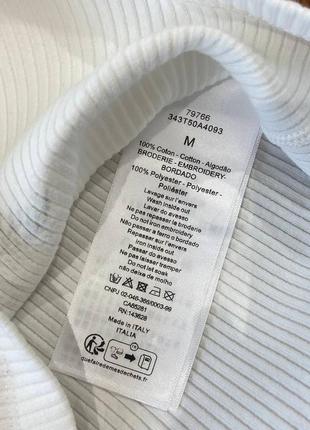 79766
343T50A4093
M
100% Coton - Cotton - Algodão
BRODERIE - EMBROIDERY-
BORDADO
100% Polyester - Polyester -
Poliéster
Lavage sur l'envers
Wash inside out
Lavar do avesso
Ne pas repasser la broderie
Do not iron embroidery
Não passar a ferro o bordado
Repasser sur l'envers
Iron inside out
Passar do avesso
Ne pas laisser tremper
Do not let soak
não deixe de molho
CNPJ 02-046-365/0003-99
CA65281
RN:143628
Made in ITALY
ITALIA
quefairedemesdechets.fr